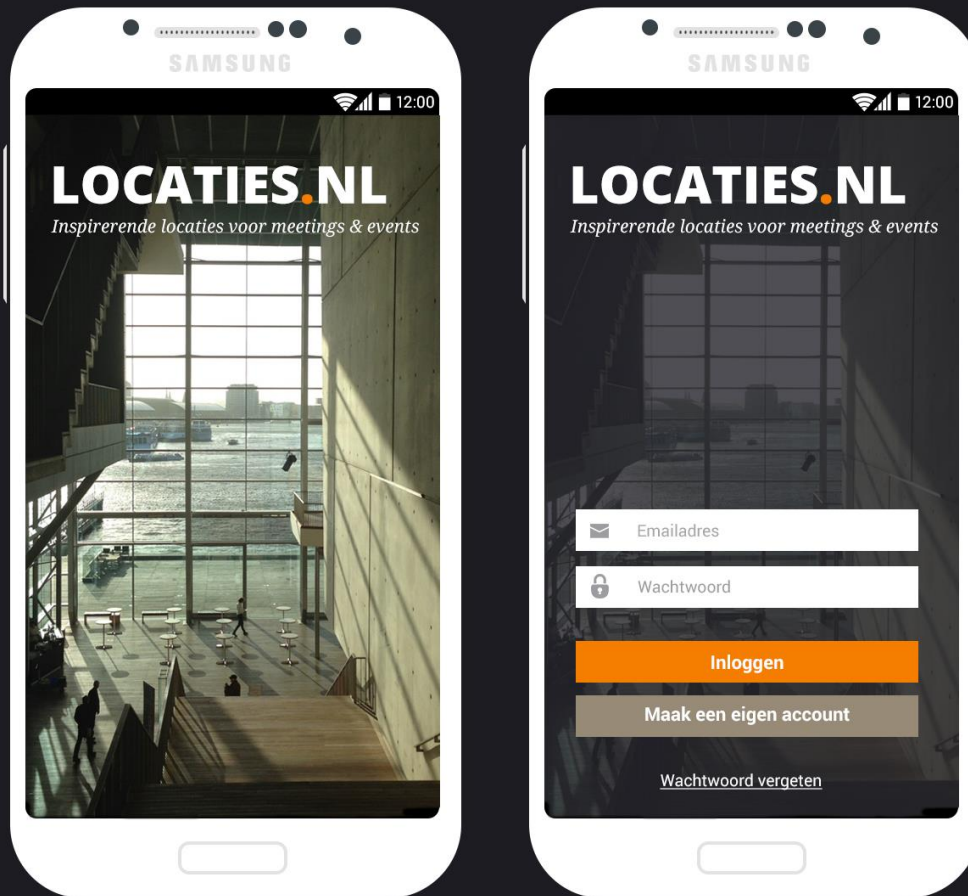 SAMSUNG
12:00
LOCATIES.NL
Inspirerende locaties voor meetings & events
SAMSUNG
12:00
LOCATIES.NL
Inspirerende locaties voor meetings & events
Emailadres
Wachtwoord
Inloggen
Maak een eigen account
Wachtwoord vergeten